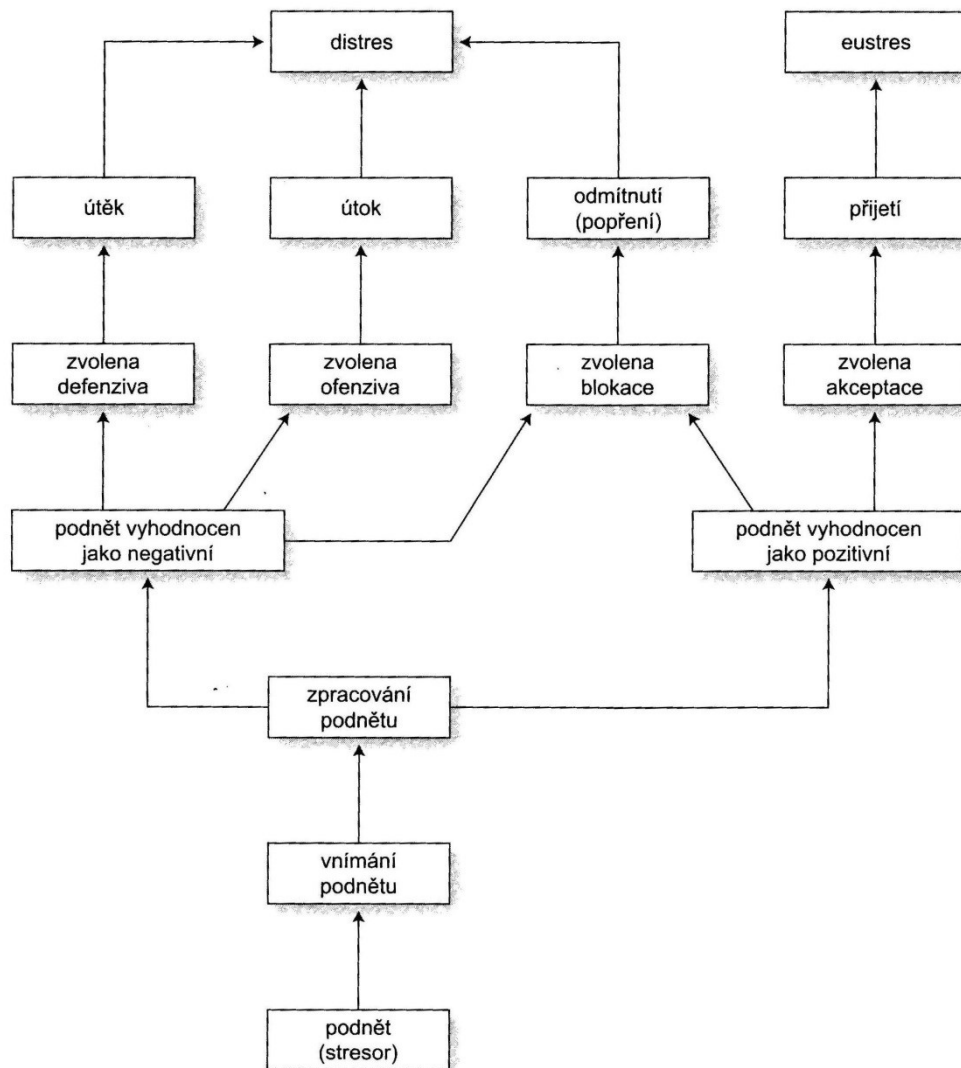 distres
eustres
útěk
útok
odmítnutí
(popření)
přijetí
zvolena
defenziva
zvolena
ofenziva
zvolena
blokace
zvolena
akceptace
podnět vyhodnocen
jako negativní
podnět vyhodnocen
jako pozitivní
zpracování
podnětu
vnímání
podnětu
podnět
(stresor)